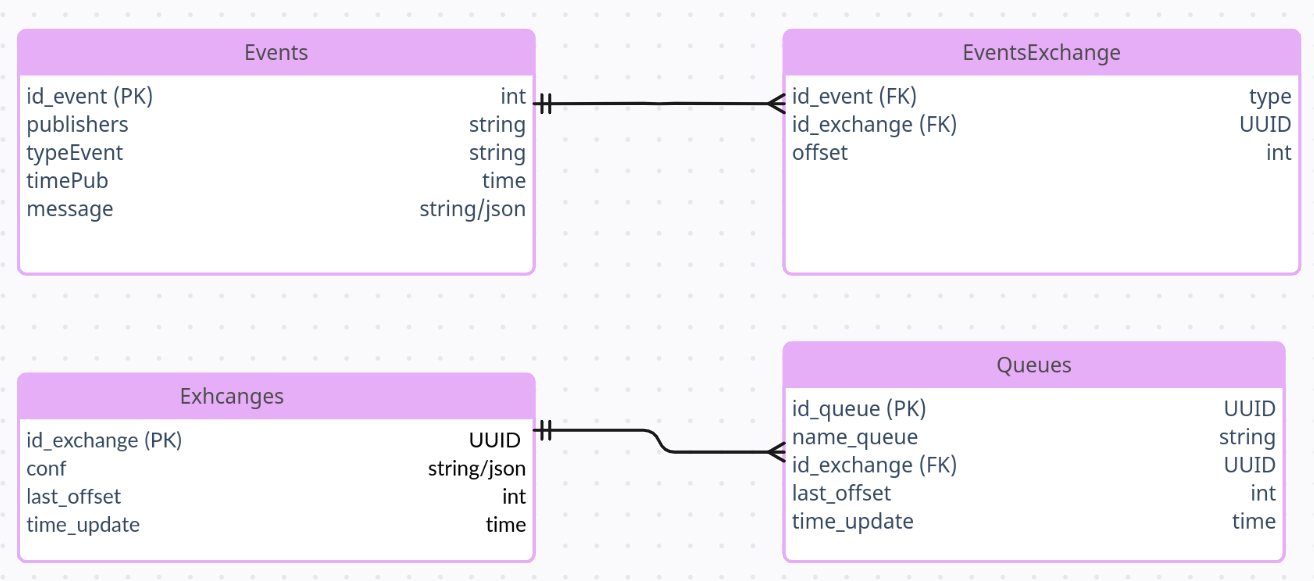 Events
id_event (PK) int
publishers string
typeEvent string
timePub time
message string/json
EventsExchange
id_event (FK) type
id_exchange (FK) UUID
offset int
Exhcanges
id_exchange (PK) UUID
conf string/json
last_offset int
time_update time
Queues
id_queue (PK) UUID
name_queue string
id_exchange (FK) UUID
last_offset int
time_update time